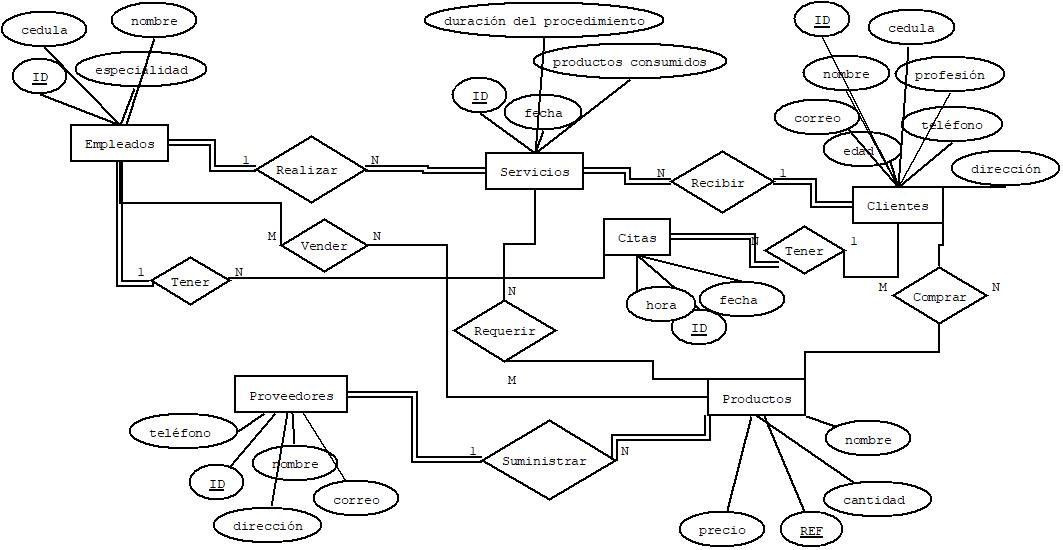 nombre
duración del procedimiento
ID
cedula
cedula
especialidad
productos consumidos
nombre
profesión
ID
ID
fecha
correo
teléfono
Empleados
edad
1
Realizar
N
Servicios
N
Recibir
1
dirección
Clientes
M
Vender
N
Citas
N
Tener
1
1
Tener
N
N
hora
fecha
M
Comprar
N
ID
Requerir
M
Proveedores
Productos
teléfono
nombre
1
Suministrar
N
nombre
ID
correo
cantidad
dirección
precio
REF